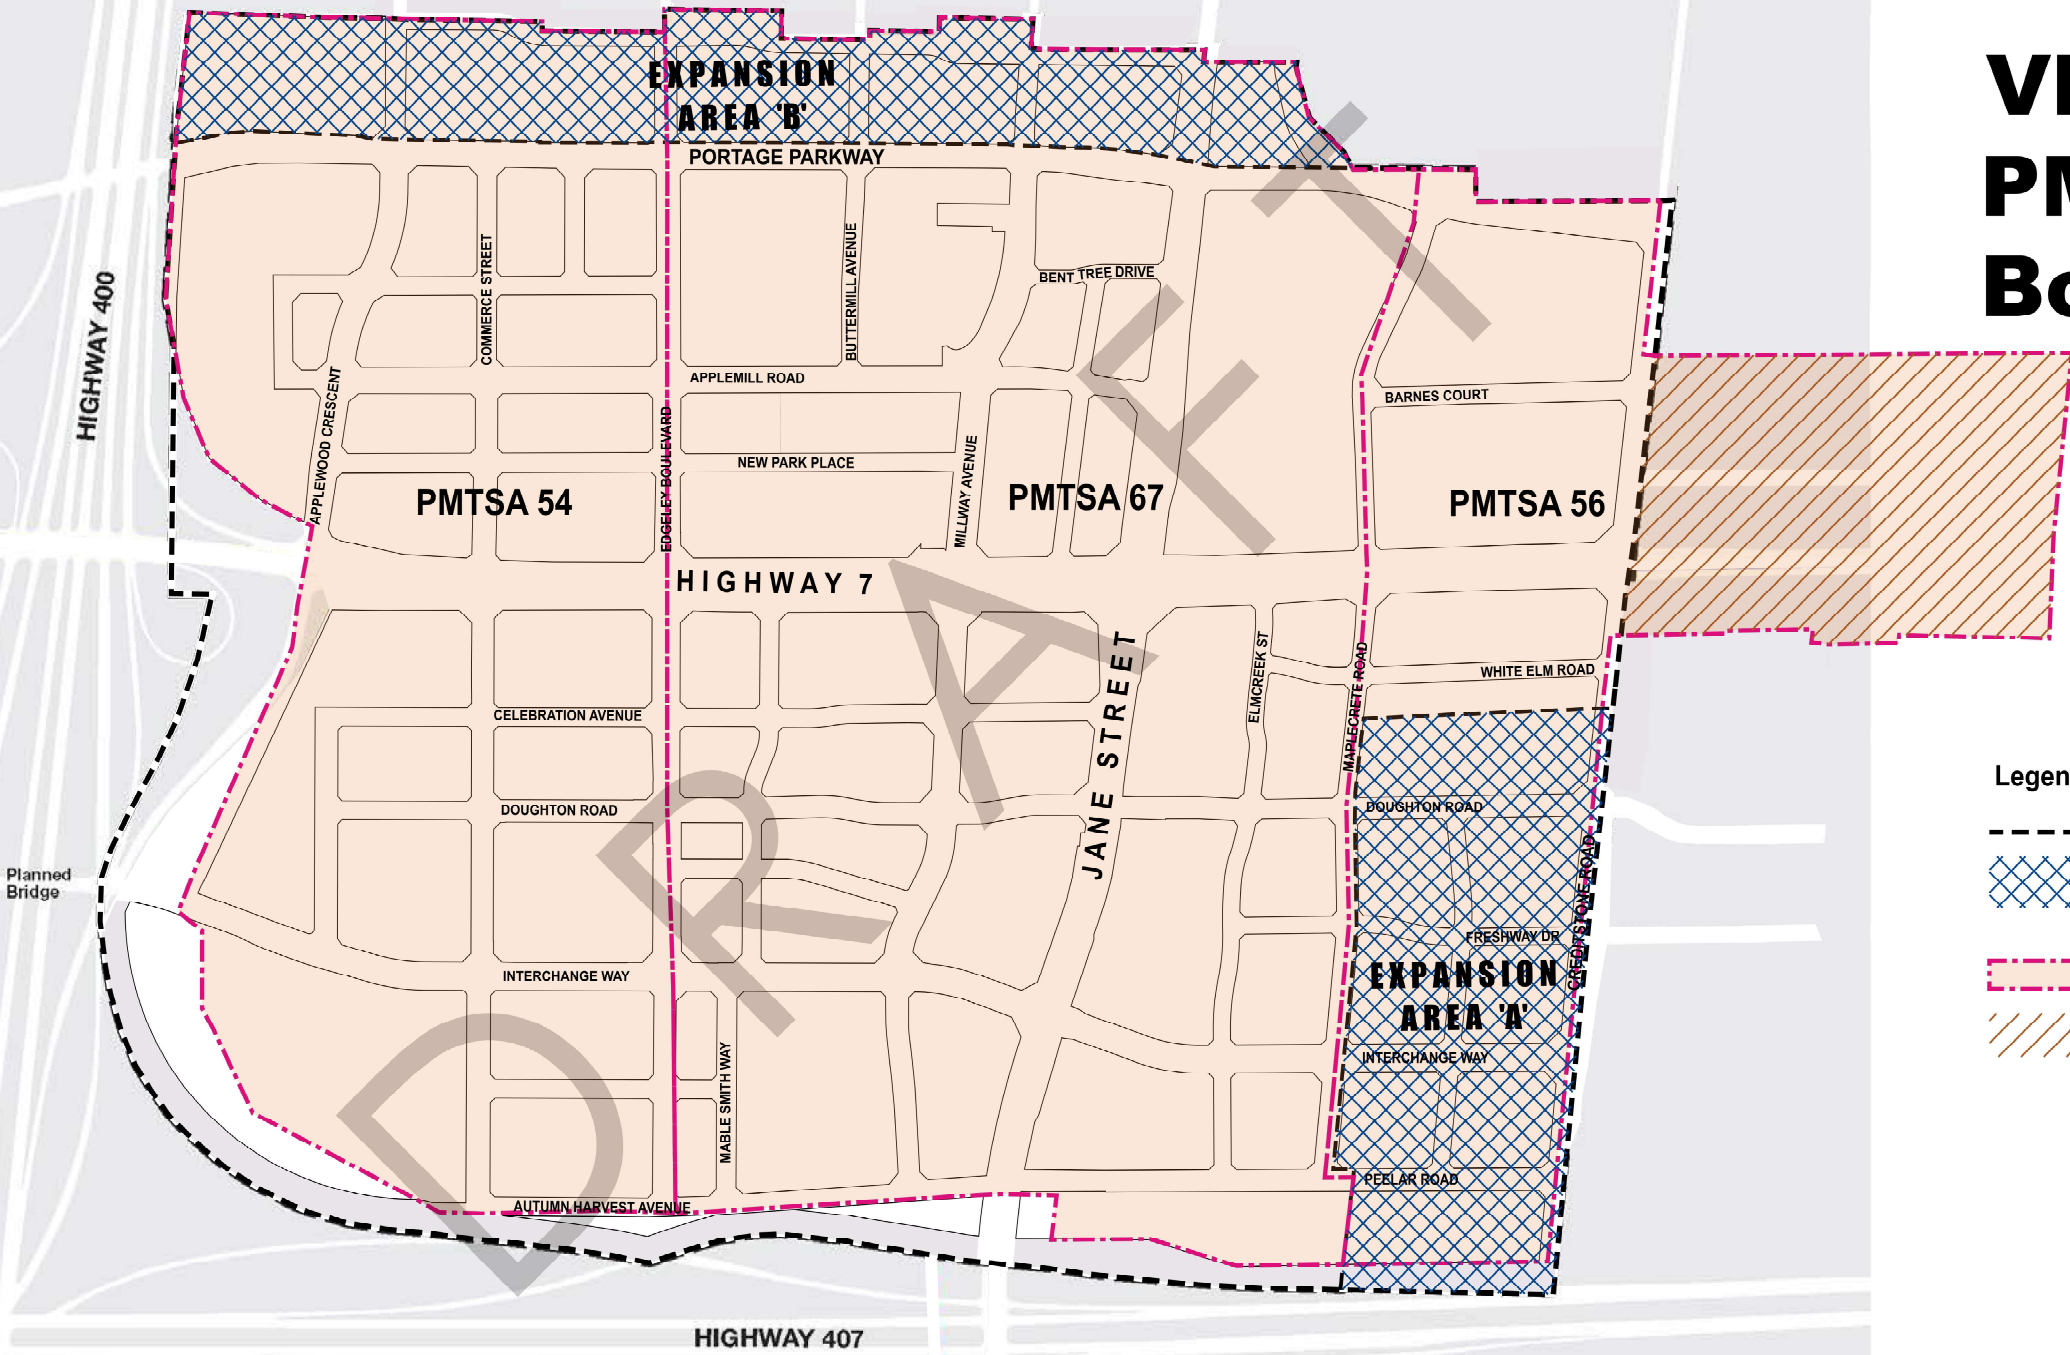 EXPANSION
AREA 'B'
PORTAGE PARKWAY
HIGHWAY 400
COMMERCE STREET
BUTTERMILL AVENUE
BENT TREE DRIVE
APPLEMILL ROAD
BARNES COURT
APPLEWOOD CRESCENT
EDGELEY BOULEVARD
NEW PARK PLACE
MILLWAY AVENUE
PMTSA 54
PMTSA 67
PMTSA 56
HIGHWAY 7
JANE STREET
ELMCREEK ST
MAPLECRETE ROAD
WHITE ELM ROAD
CELEBRATION AVENUE
DOUGHTON ROAD
DOUGHTON ROAD
CREDITSTONE ROAD
Planned
Bridge
FRESHWAY DR
EXPANSION
AREA 'A'
INTERCHANGE WAY
INTERCHANGE WAY
MABLE SMITH WAY
PEELAR ROAD
AUTUMN HARVEST AVENUE
HIGHWAY 407
DRAFT
PM
Bo
Legen